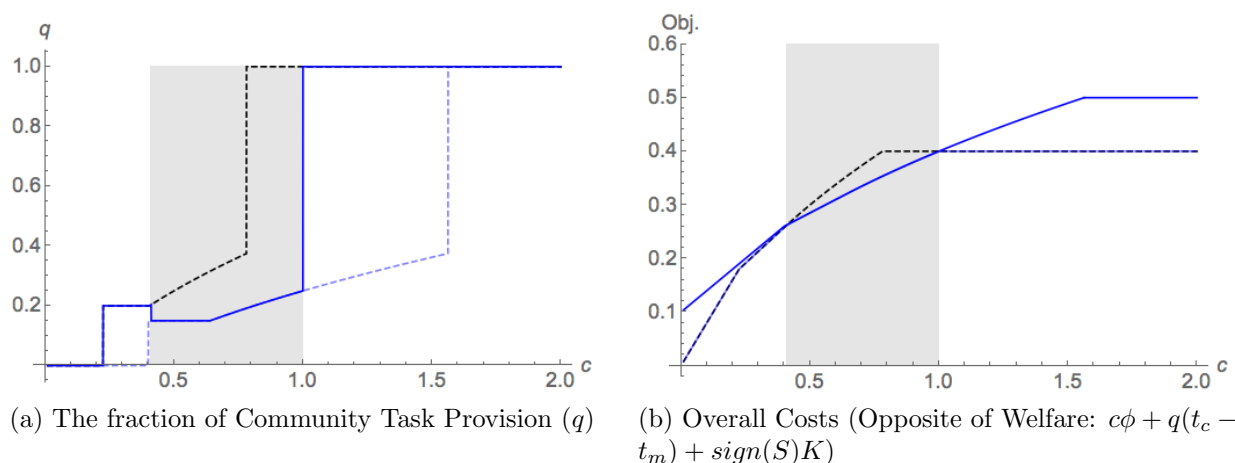 q
1.0
0.8
0.6
0.4
0.2
0.5
1.0
1.5
2.0
c
(a) The fraction of Community Task Provision (q)
Obj.
0.6
0.5
0.4
0.3
0.2
0.1
0.5
1.0
1.5
2.0
c
(b) Overall Costs (Opposite of Welfare: cϕ + q(t_c −
t_m) + sign(S)K)